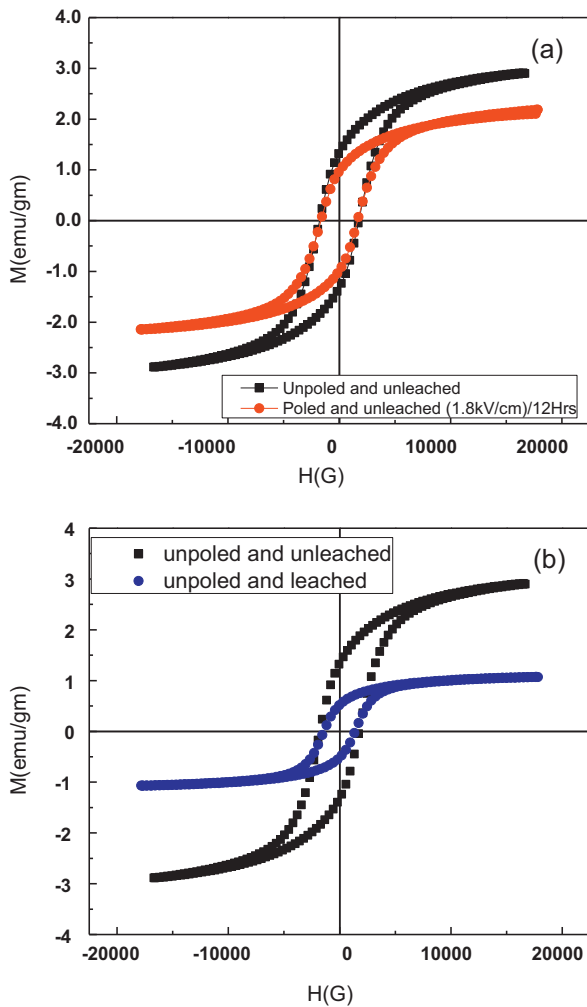 (a)
4.0
3.0
2.0
1.0
0.0
-1.0
-2.0
-3.0
-4.0
M(emu/gm)
Unpoled and unleached
Poled and unleached (1.8kV/cm)/12Hrs
-20000 -10000 0 10000 20000
H(G)
(b)
4
3
2
1
0
-1
-2
-3
-4
M(emu/gm)
unpoled and unleached
unpoled and leached
-20000 -10000 0 10000 20000
H(G)